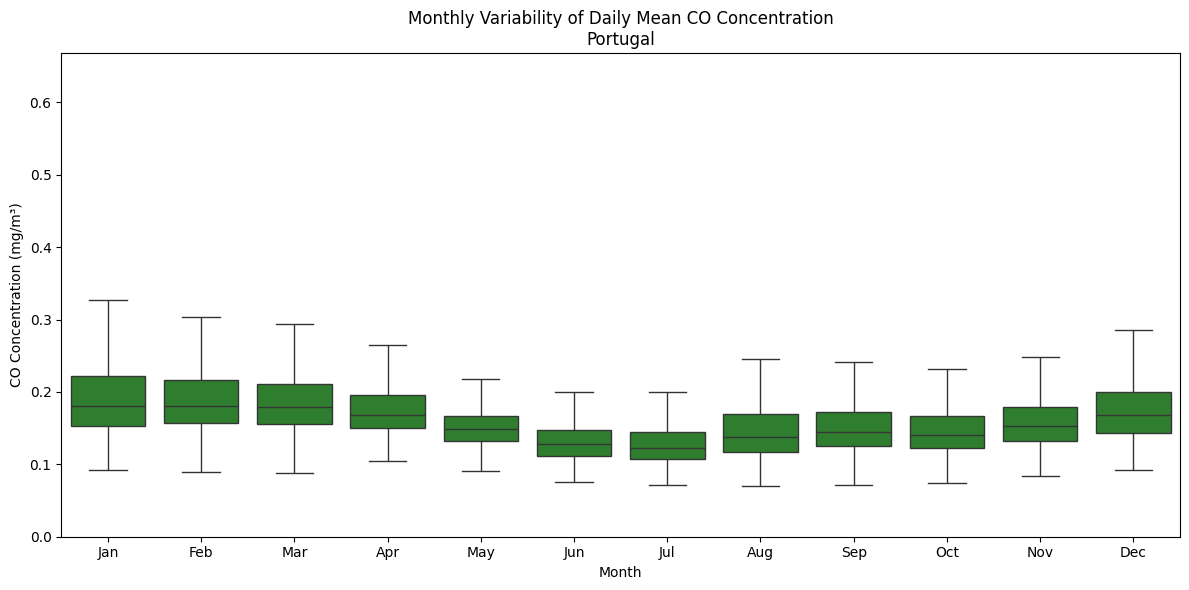 Monthly Variability of Daily Mean CO Concentration
Portugal
CO Concentration (mg/m³)
0.6
0.5
0.4
0.3
0.2
0.1
0.0
Jan Feb Mar Apr May Jun Jul Aug Sep Oct Nov Dec
Month